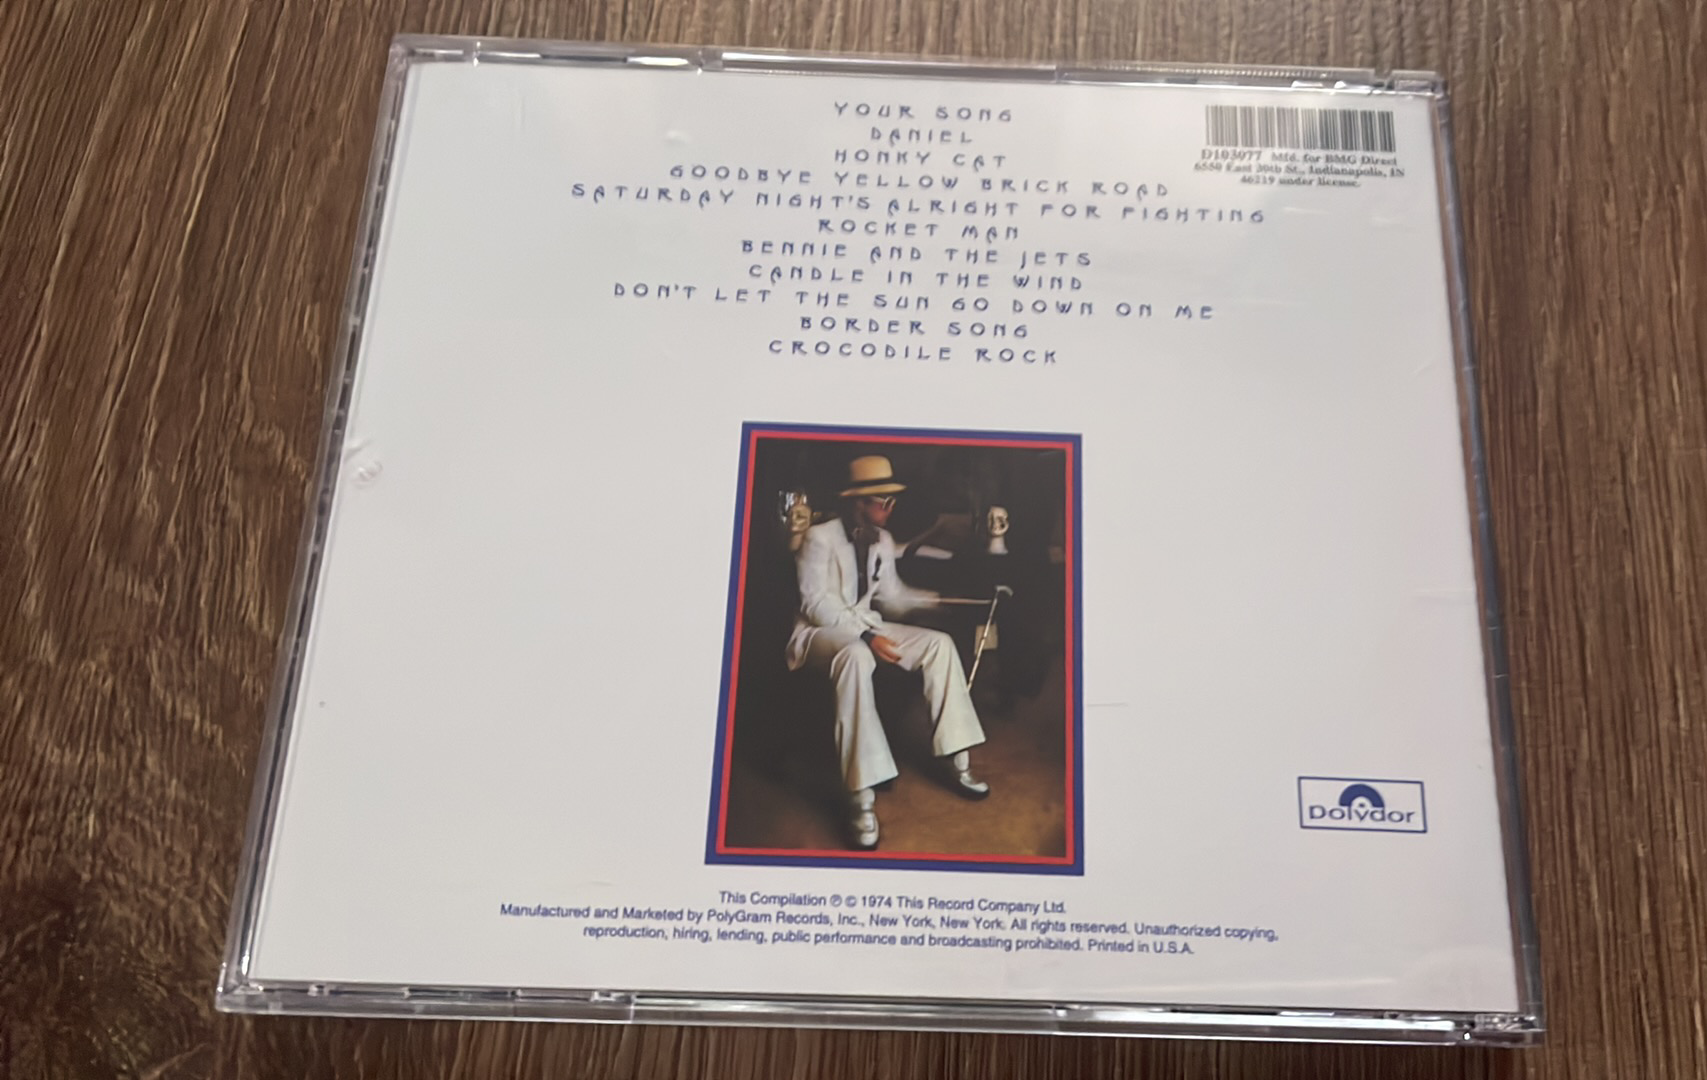 YOUR SONG
DANIEL
HONKY CAT
GOODBYE YELLOW BRICK ROAD
SATURDAY NIGHT'S ALRIGHT FOR FIGHTING
ROCKET MAN
BENNIE AND THE JETS
CANDLE IN THE WIND
DON'T LET THE SUN GO DOWN ON ME
BORDER SONG
CROCODILE ROCK
D103077 Mfd. for BMG Direct
6550 East 30th St., Indianapolis, IN
46219 under license.
Polydor
This Compilation ℗ © 1974 This Record Company Ltd.
Manufactured and Marketed by PolyGram Records, Inc., New York, New York. All rights reserved. Unauthorized copying,
reproduction, hiring, lending, public performance and broadcasting prohibited. Printed in U.S.A.